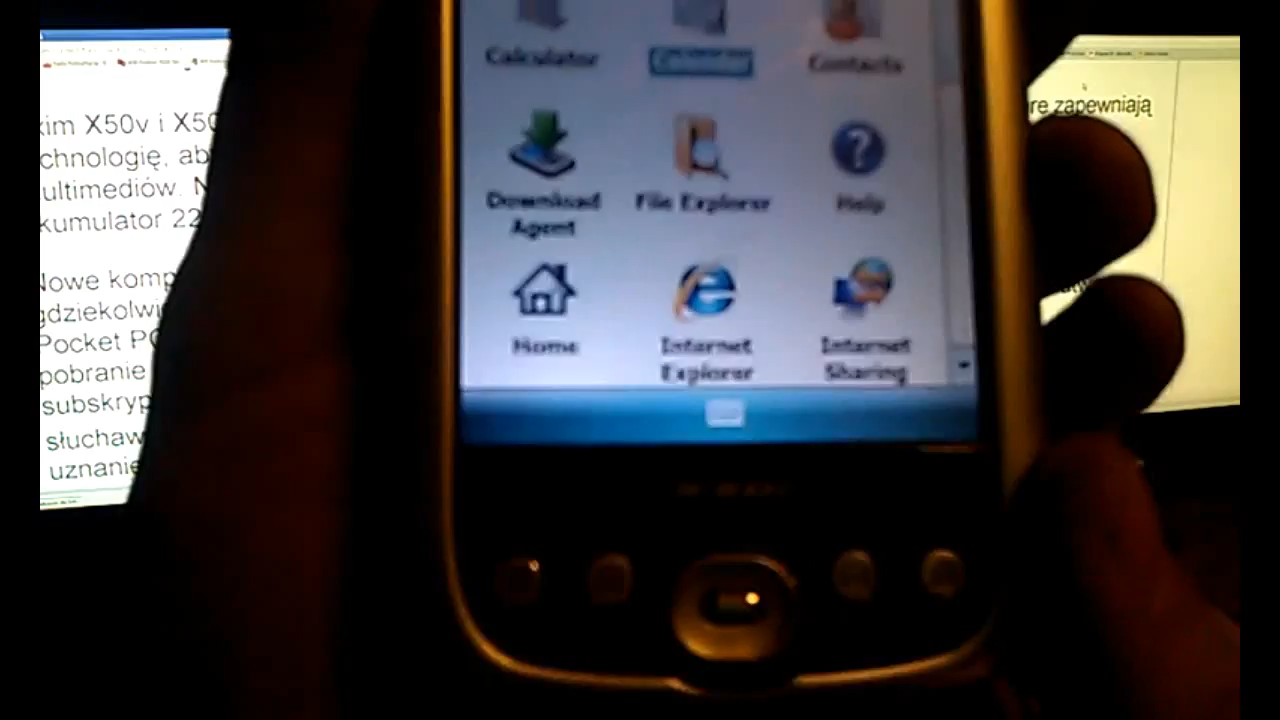 kim X50v i X50
chnologię, ab
ultimediów. N
kumulator 22
Nowe komp
gdziekolwi
Pocket PC
pobranie
subskryp
słuchaw
uznanie
Calculator
Calendar
Contacts
Download
Agent
File Explorer
Help
Home
Internet
Explorer
Internet
Sharing
re zapewniają